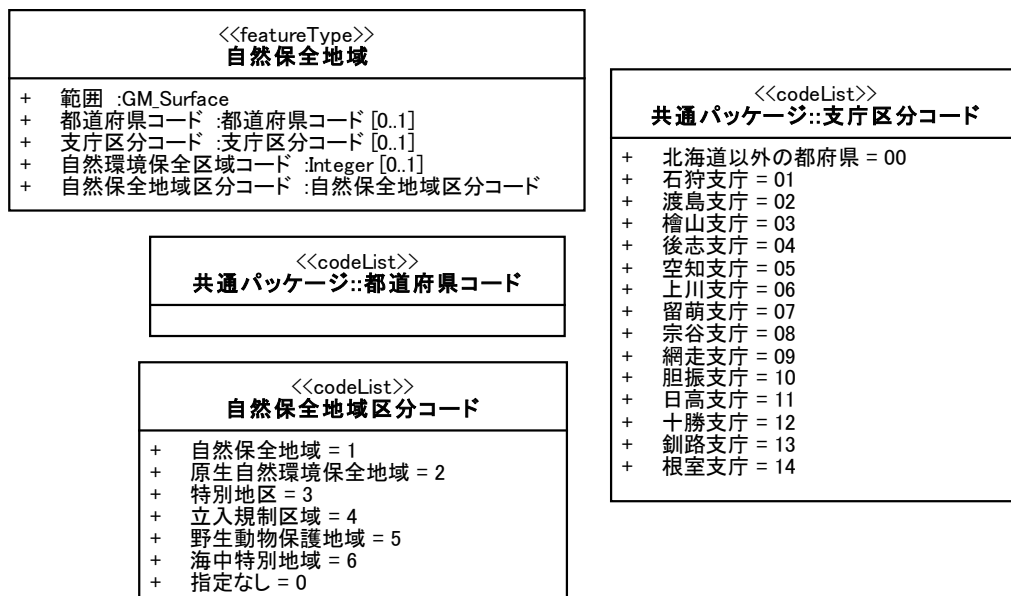 <<featureType>>
自然保全地域
+ 範囲 :GM_Surface
+ 都道府県コード :都道府県コード [0..1]
+ 支庁区分コード :支庁区分コード [0..1]
+ 自然環境保全区域コード :Integer [0..1]
+ 自然保全地域区分コード :自然保全地域区分コード
<<codeList>>
共通パッケージ::都道府県コード
<<codeList>>
自然保全地域区分コード
+ 自然保全地域 = 1
+ 原生自然環境保全地域 = 2
+ 特別地区 = 3
+ 立入規制区域 = 4
+ 野生動物保護地域 = 5
+ 海中特別地域 = 6
+ 指定なし = 0
<<codeList>>
共通パッケージ::支庁区分コード
+ 北海道以外の都府県 = 00
+ 石狩支庁 = 01
+ 渡島支庁 = 02
+ 檜山支庁 = 03
+ 後志支庁 = 04
+ 空知支庁 = 05
+ 上川支庁 = 06
+ 留萌支庁 = 07
+ 宗谷支庁 = 08
+ 網走支庁 = 09
+ 胆振支庁 = 10
+ 日高支庁 = 11
+ 十勝支庁 = 12
+ 釧路支庁 = 13
+ 根室支庁 = 14